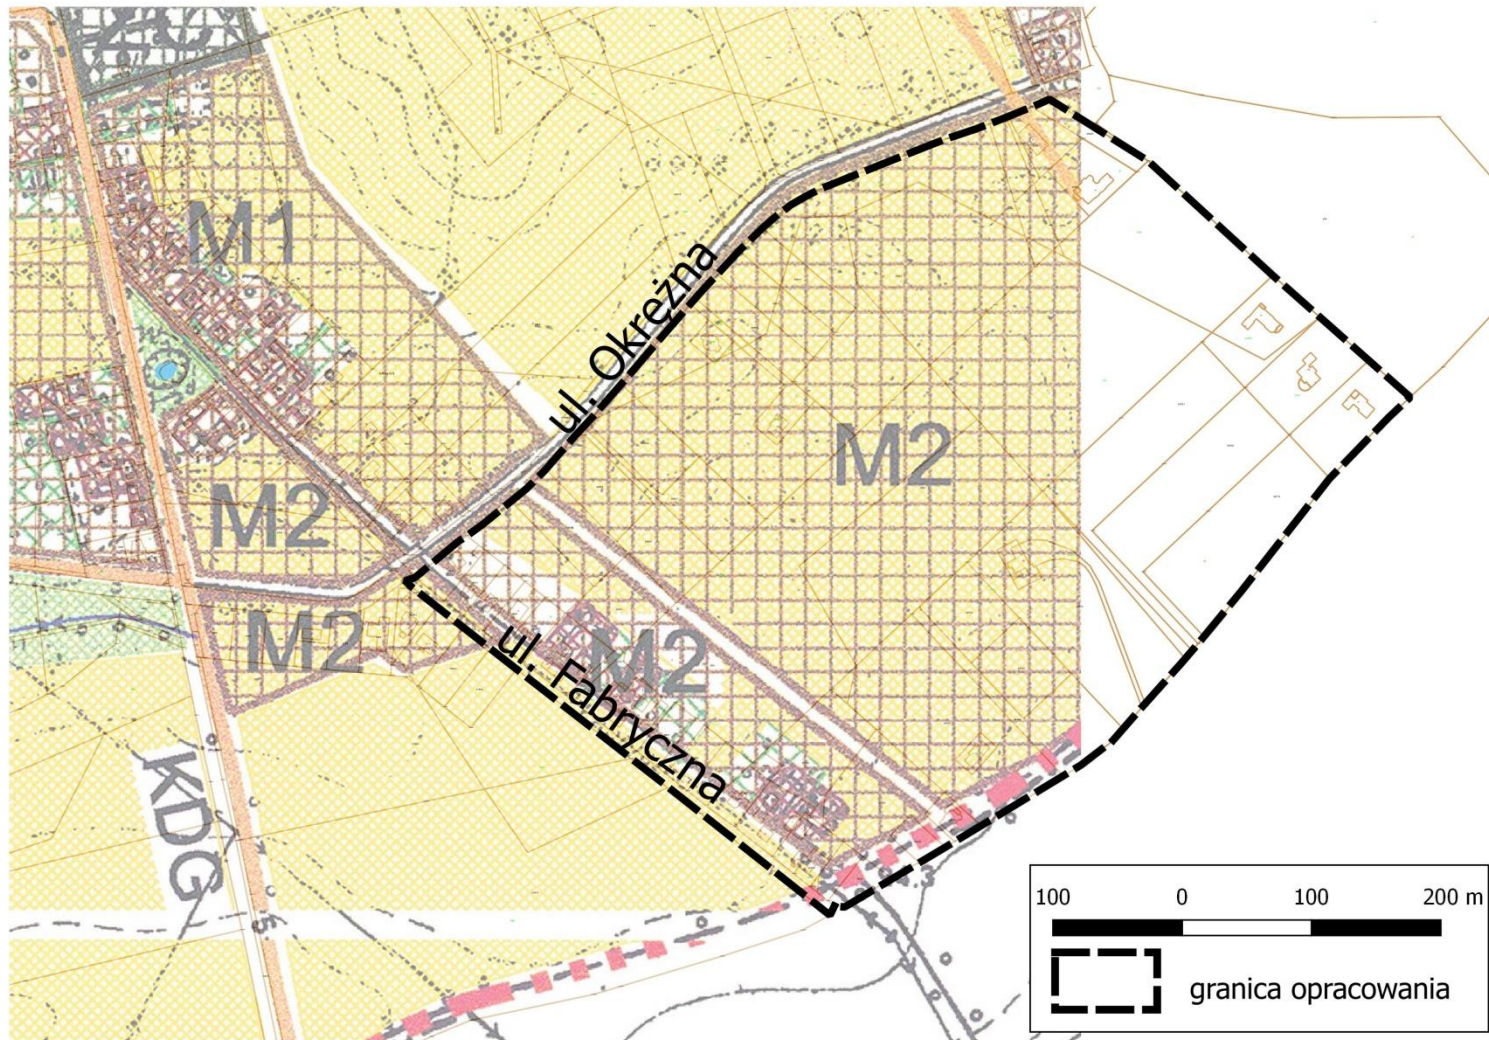 M1
ul. Okrężna
M2
M2
M2
ul. Fabryczna
M2
KDG
100 0 100 200 m
granica opracowania